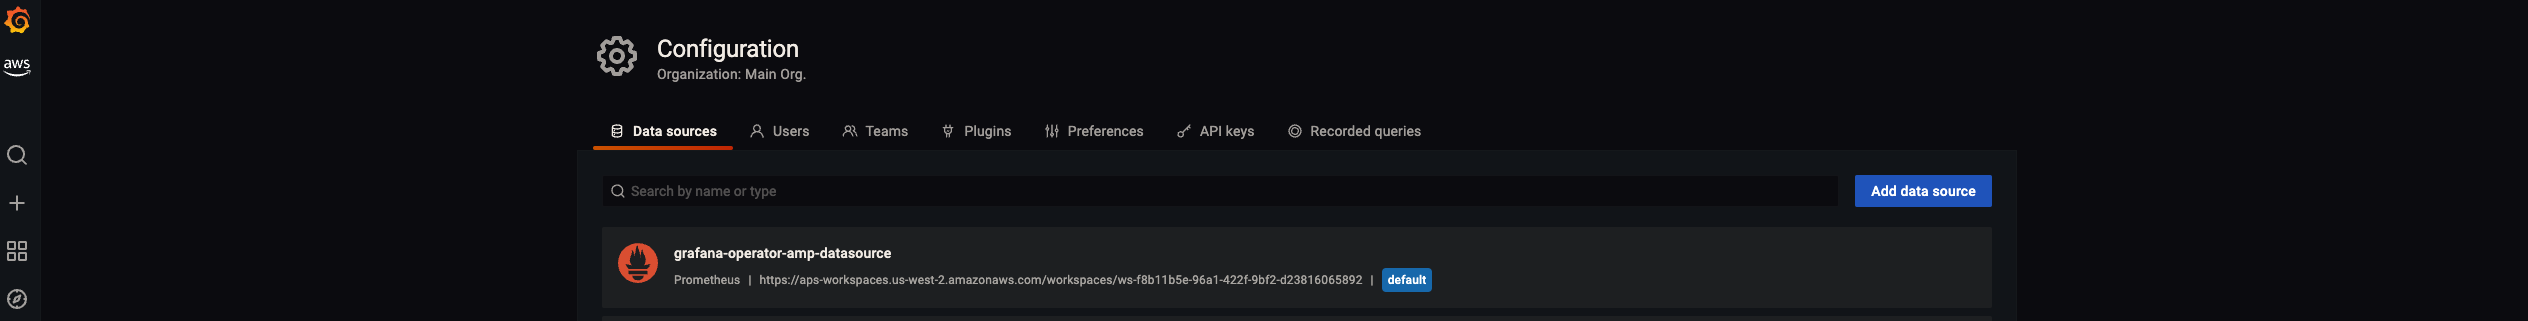 aws
Configuration
Organization: Main Org.
Data sources Users Teams Plugins Preferences API keys Recorded queries
Search by name or type Add data source
grafana-operator-amp-datasource
Prometheus | https://aps-workspaces.us-west-2.amazonaws.com/workspaces/ws-f8b11b5e-96a1-422f-9bf2-d23816065892 | default